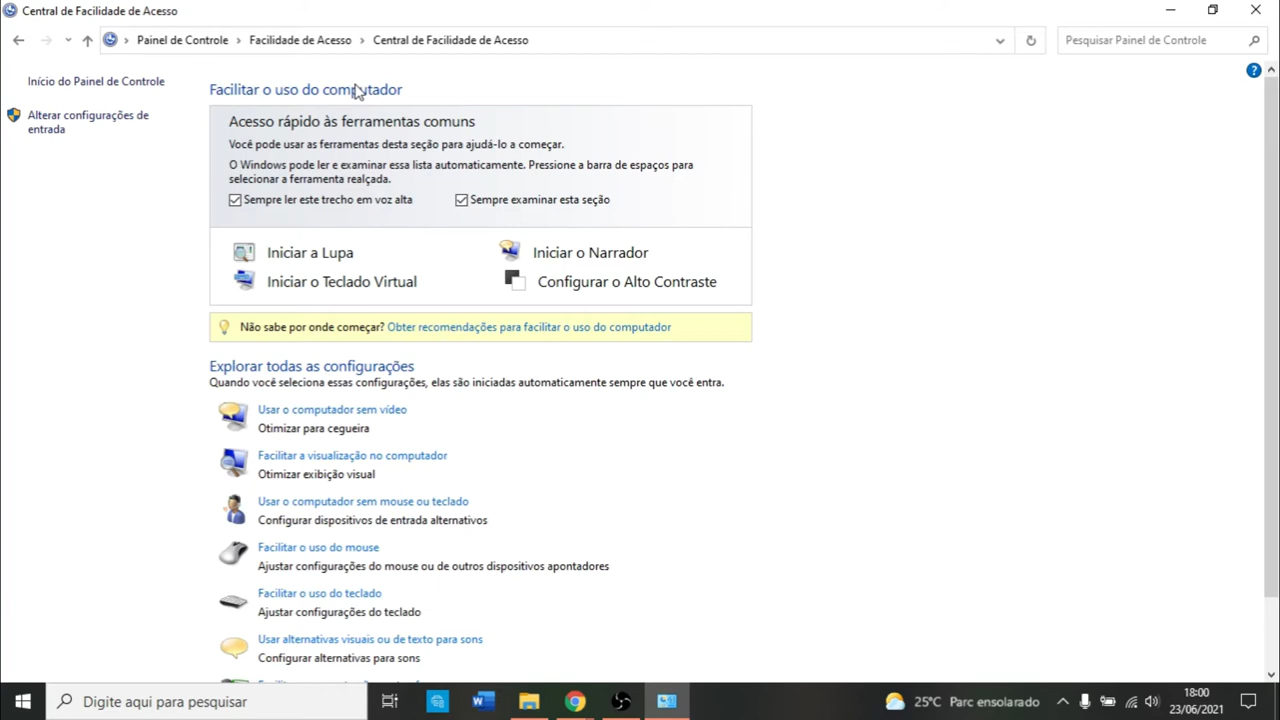 Central de Facilidade de Acesso
Painel de Controle > Facilidade de Acesso > Central de Facilidade de Acesso
Pesquisar Painel de Controle
Início do Painel de Controle
Alterar configurações de
entrada
?
Facilitar o uso do computador
Acesso rápido às ferramentas comuns
Você pode usar as ferramentas desta seção para ajudá-lo a começar.
O Windows pode ler e examinar essa lista automaticamente. Pressione a barra de espaços para
selecionar a ferramenta realçada.
Sempre ler este trecho em voz alta
Sempre examinar esta seção
Iniciar a Lupa
Iniciar o Narrador
Iniciar o Teclado Virtual
Configurar o Alto Contraste
Não sabe por onde começar? Obter recomendações para facilitar o uso do computador
Explorar todas as configurações
Quando você seleciona essas configurações, elas são iniciadas automaticamente sempre que você entra.
Usar o computador sem vídeo
Otimizar para cegueira
Facilitar a visualização no computador
Otimizar exibição visual
Usar o computador sem mouse ou teclado
Configurar dispositivos de entrada alternativos
Facilitar o uso do mouse
Ajustar configurações do mouse ou de outros dispositivos apontadores
Facilitar o uso do teclado
Ajustar configurações do teclado
Usar alternativas visuais ou de texto para sons
Configurar alternativas para sons
Digite aqui para pesquisar
25°C Parc ensolarado
18:00
23/06/2021